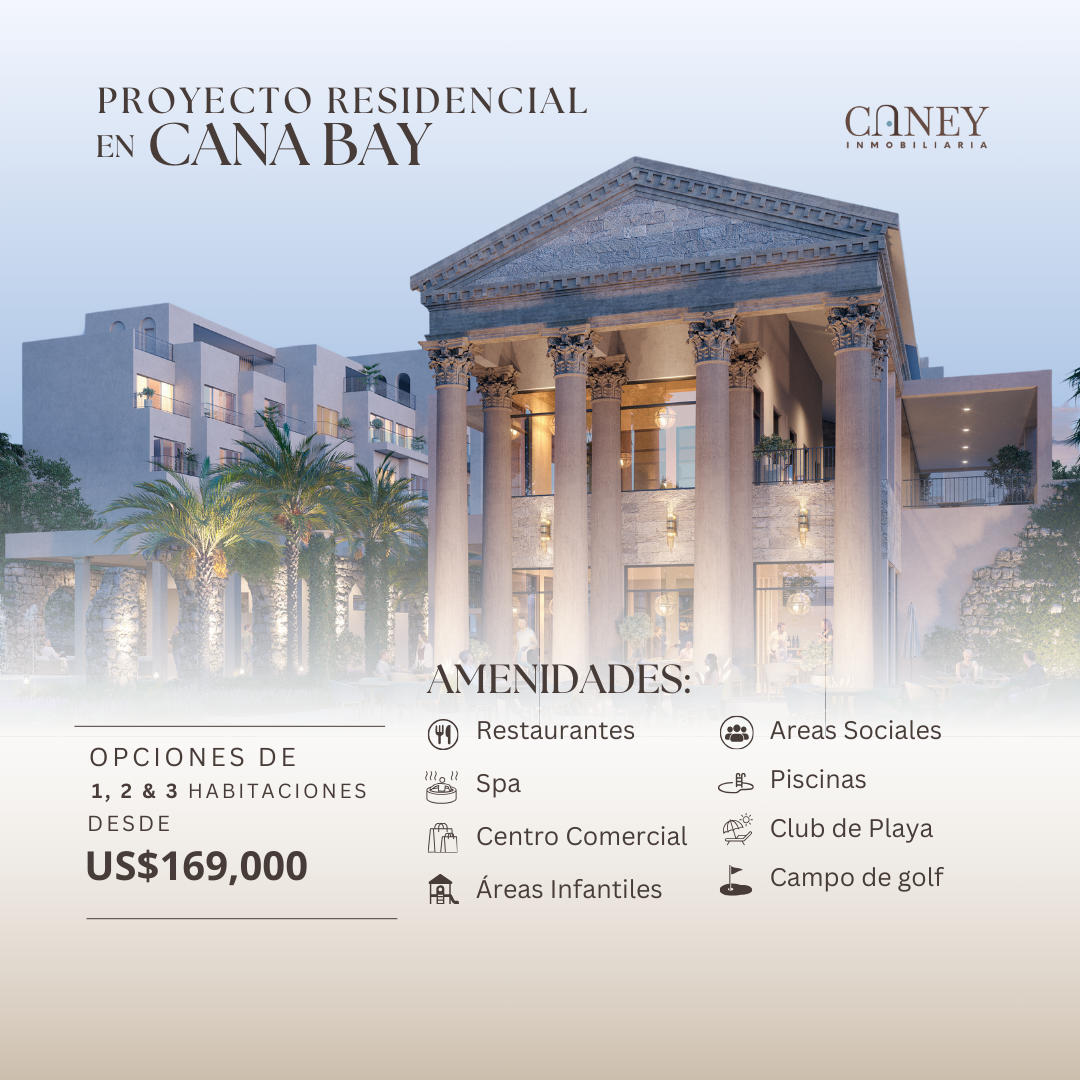 PROYECTO RESIDENCIAL
EN CANA BAY
CANEY
INMOBILIARIA
AMENIDADES:
Restaurantes
Spa
Centro Comercial
Áreas Infantiles
Areas Sociales
Piscinas
Club de Playa
Campo de golf
OPCIONES DE
1, 2 & 3 HABITACIONES
DESDE
US$169,000